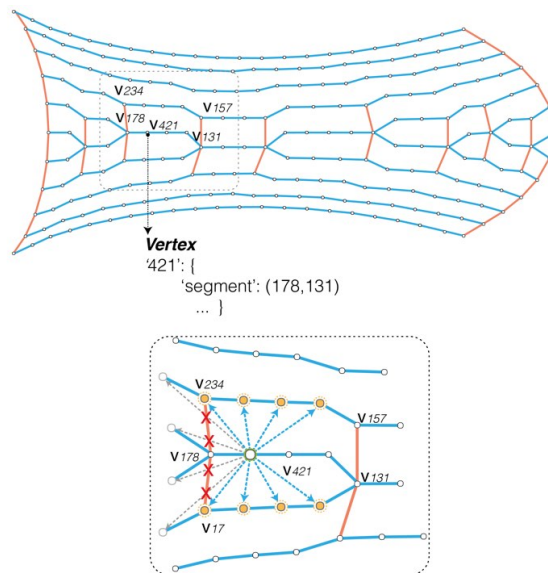 V234
V157
V178
V421
V131
Vertex
‘421’: {
‘segment’: (178,131)
... }
V234
V157
V178
V421
V131
V17